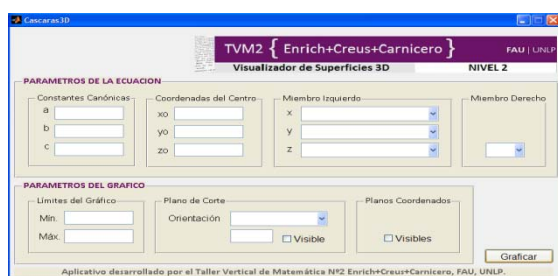 Cascaras3D
TVM2 { Enrich+Creus+Carnicero } FAU | UNLP
Visualizador de Superficies 3D NIVEL 2
PARAMETROS DE LA ECUACION
Constantes Canónicas Coordenadas del Centro Miembro Izquierdo Miembro Derecho
a xo x
b yo y
c zo z
PARAMETROS DEL GRAFICO
Límites del Gráfico Plano de Corte Planos Coordenados
Mín. Orientación
Máx. Visible Visibles
Graficar
Aplicativo desarrollado por el Taller Vertical de Matemática Nº2 Enrich+Creus+Carnicero, FAU, UNLP.